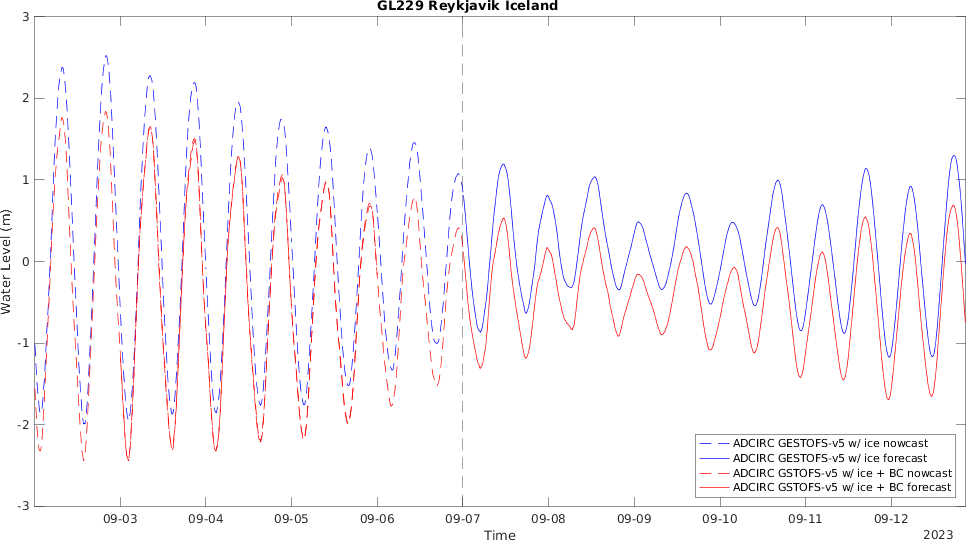 GL229 Reykjavik Iceland
3
2
1
0
-1
-2
-3
Water Level (m)
09-03
09-04
09-05
09-06
09-07
09-08
09-09
09-10
09-11
09-12
Time
2023
ADCIRC GESTOFS-v5 w/ ice nowcast
ADCIRC GESTOFS-v5 w/ ice forecast
ADCIRC GSTOFS-v5 w/ ice + BC nowcast
ADCIRC GSTOFS-v5 w/ ice + BC forecast